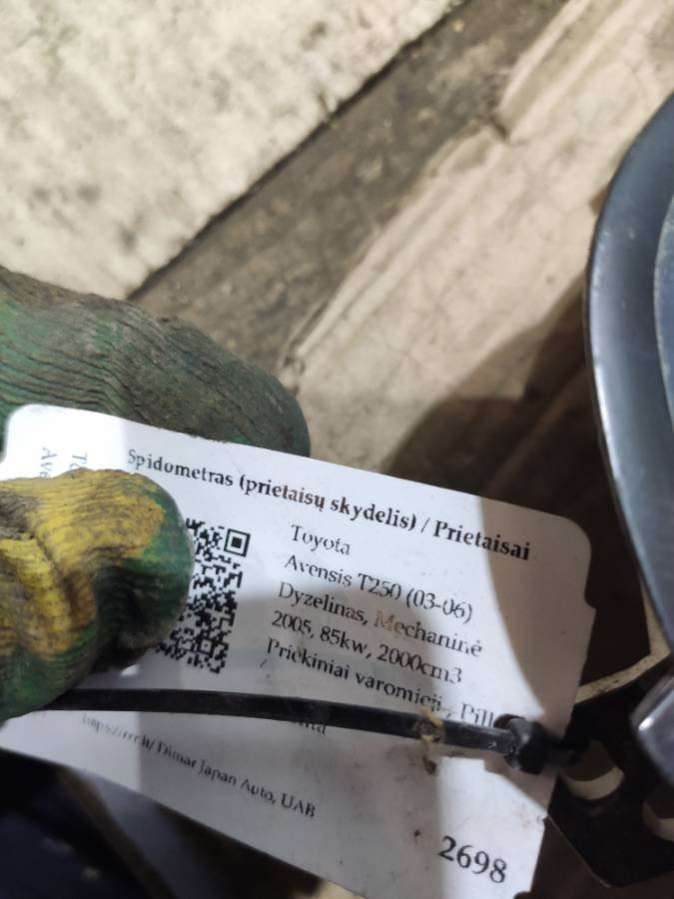 Spidometras (prietaisų skydelis) / Prietaisai
Toyota
Avensis T250 (03-06)
Dyzelinas, Mechaninė
2005, 85kw, 2000cm3
Priekiniai varomieji,
Dimar Japan Auto, UAB
2698